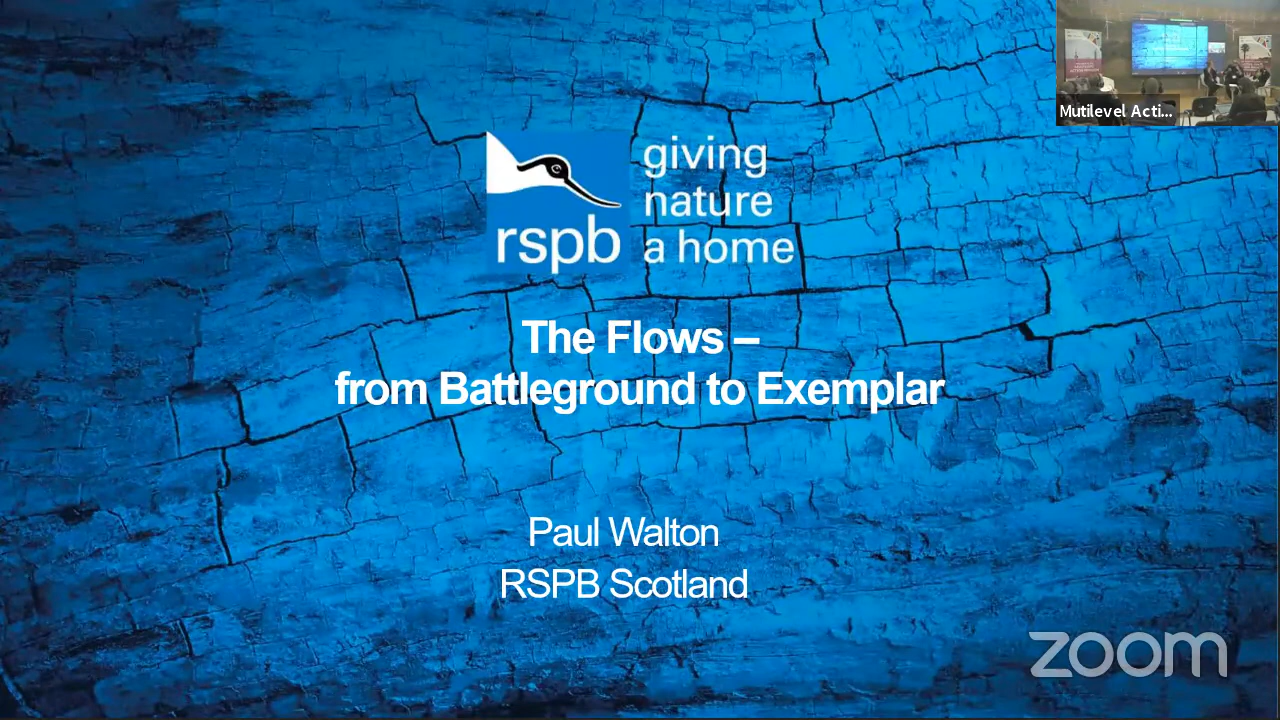 Mutilevel Acti...
giving
nature
a home
rspb
The Flows –
from Battleground to Exemplar
Paul Walton
RSPB Scotland
zoom